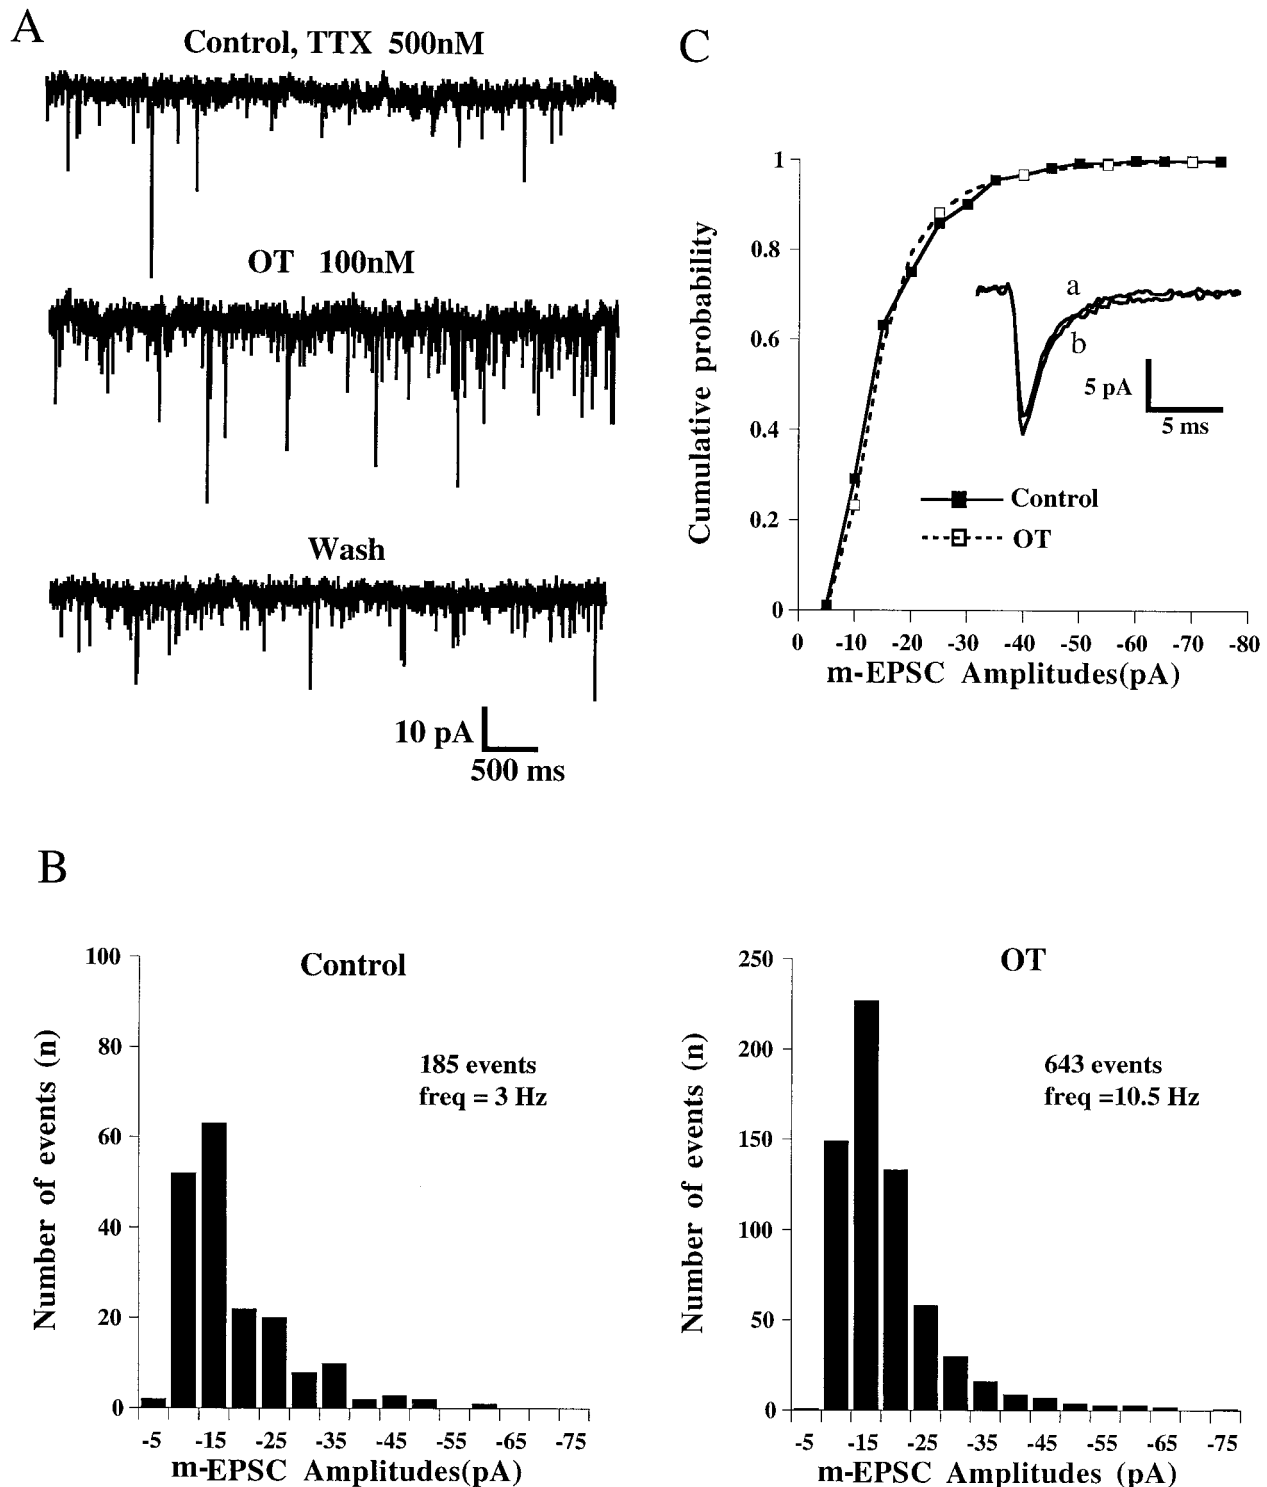 A
Control, TTX 500nM
OT 100nM
Wash
10 pA
500 ms
C
1
0.8
0.6
0.4
0.2
0
Cumulative probability
a
b
5 pA
5 ms
Control
OT
0 -10 -20 -30 -40 -50 -60 -70 -80
m-EPSC Amplitudes(pA)
B
Control
185 events
freq = 3 Hz
100
80
60
40
20
0
Number of events (n)
-5 -15 -25 -35 -45 -55 -65 -75
m-EPSC Amplitudes(pA)
OT
643 events
freq =10.5 Hz
250
200
150
100
50
0
Number of events (n)
-5 -15 -25 -35 -45 -55 -65 -75
m-EPSC Amplitudes (pA)